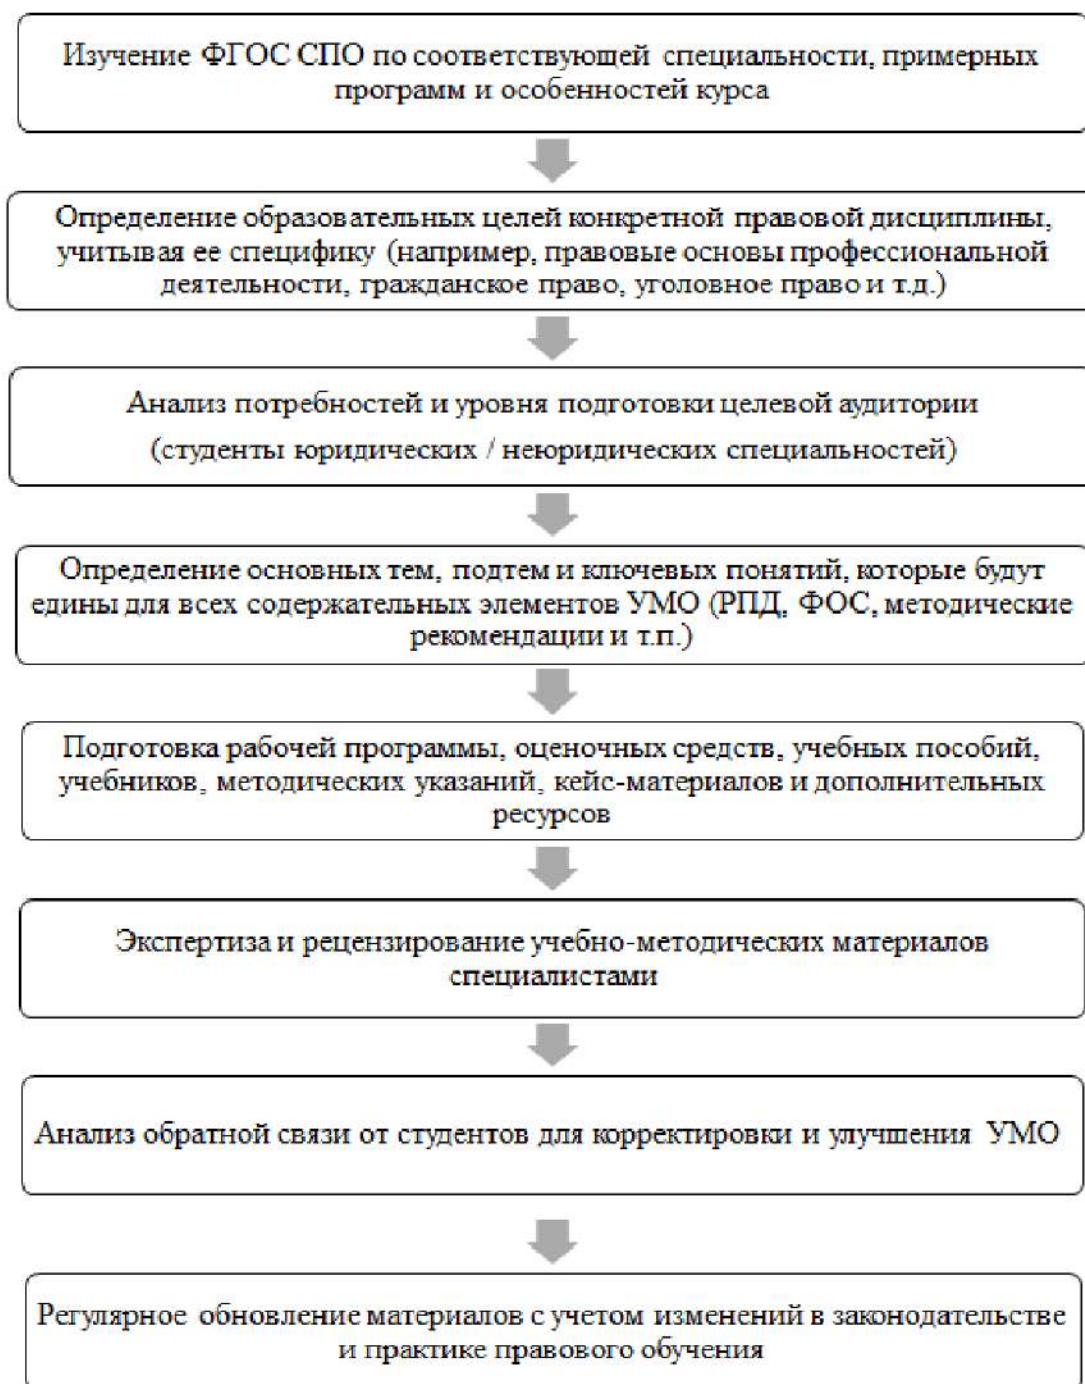 Изучение ФГОС СПО по соответствующей специальности, примерных
программ и особенностей курса
Определение образовательных целей конкретной правовой дисциплины,
учитывая ее специфику (например, правовые основы профессиональной
деятельности, гражданское право, уголовное право и т.д.)
Анализ потребностей и уровня подготовки целевой аудитории
(студенты юридических / неюридических специальностей)
Определение основных тем, подтем и ключевых понятий, которые будут
едины для всех содержательных элементов УМО (РПД, ФОС, методические
рекомендации и т.п.)
Подготовка рабочей программы, оценочных средств, учебных пособий,
учебников, методических указаний, кейс-материалов и дополнительных
ресурсов
Экспертиза и рецензирование учебно-методических материалов
специалистами
Анализ обратной связи от студентов для корректировки и улучшения УМО
Регулярное обновление материалов с учетом изменений в законодательстве
и практике правового обучения